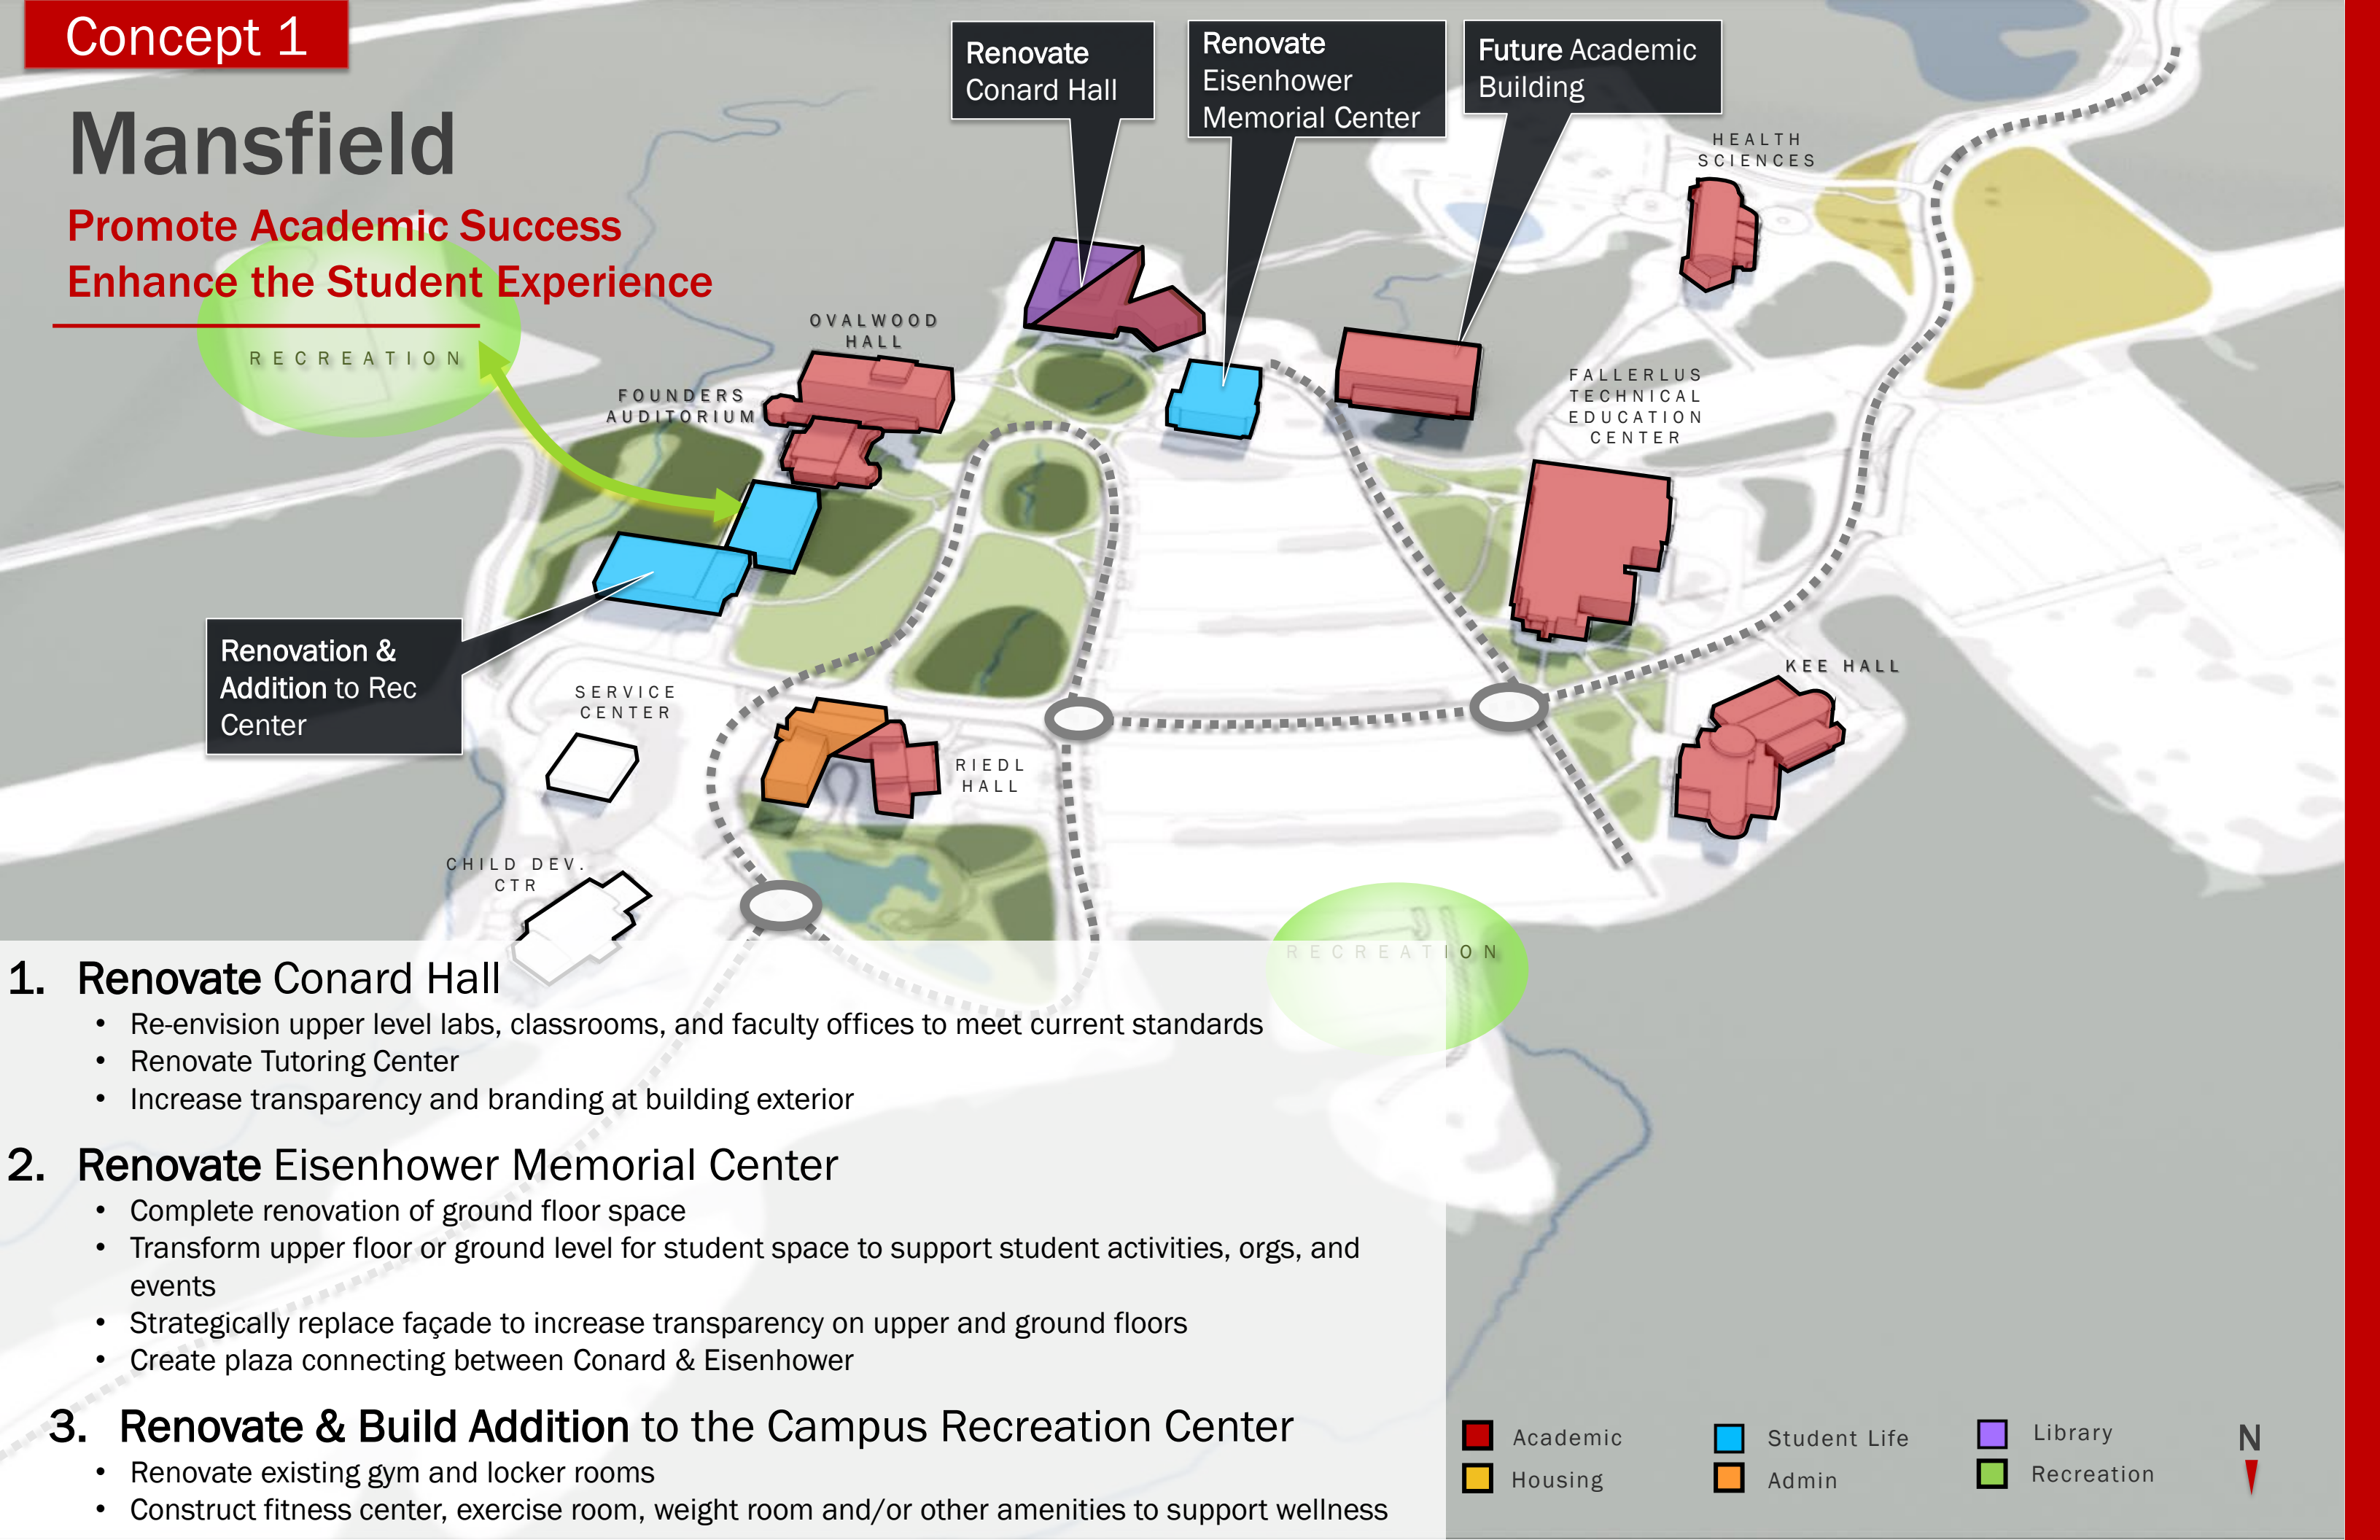 Concept 1
Mansfield
Promote Academic Success
Enhance the Student Experience
Renovate
Conard Hall
Renovate
Eisenhower
Memorial Center
Future Academic
Building
HEALTH
SCIENCES
OVALWOOD
HALL
RECREATION
FOUNDERS
AUDITORIUM
FALLERLUS
TECHNICAL
EDUCATION
CENTER
Renovation &
Addition to Rec
Center
SERVICE
CENTER
KEE HALL
RIEDL
HALL
CHILD DEV.
CTR
RECREATION
1. Renovate Conard Hall
• Re-envision upper level labs, classrooms, and faculty offices to meet current standards
• Renovate Tutoring Center
• Increase transparency and branding at building exterior
2. Renovate Eisenhower Memorial Center
• Complete renovation of ground floor space
• Transform upper floor or ground level for student space to support student activities, orgs, and
events
• Strategically replace façade to increase transparency on upper and ground floors
• Create plaza connecting between Conard & Eisenhower
3. Renovate & Build Addition to the Campus Recreation Center
• Renovate existing gym and locker rooms
• Construct fitness center, exercise room, weight room and/or other amenities to support wellness
Academic
Student Life
Library
Housing
Admin
Recreation
N